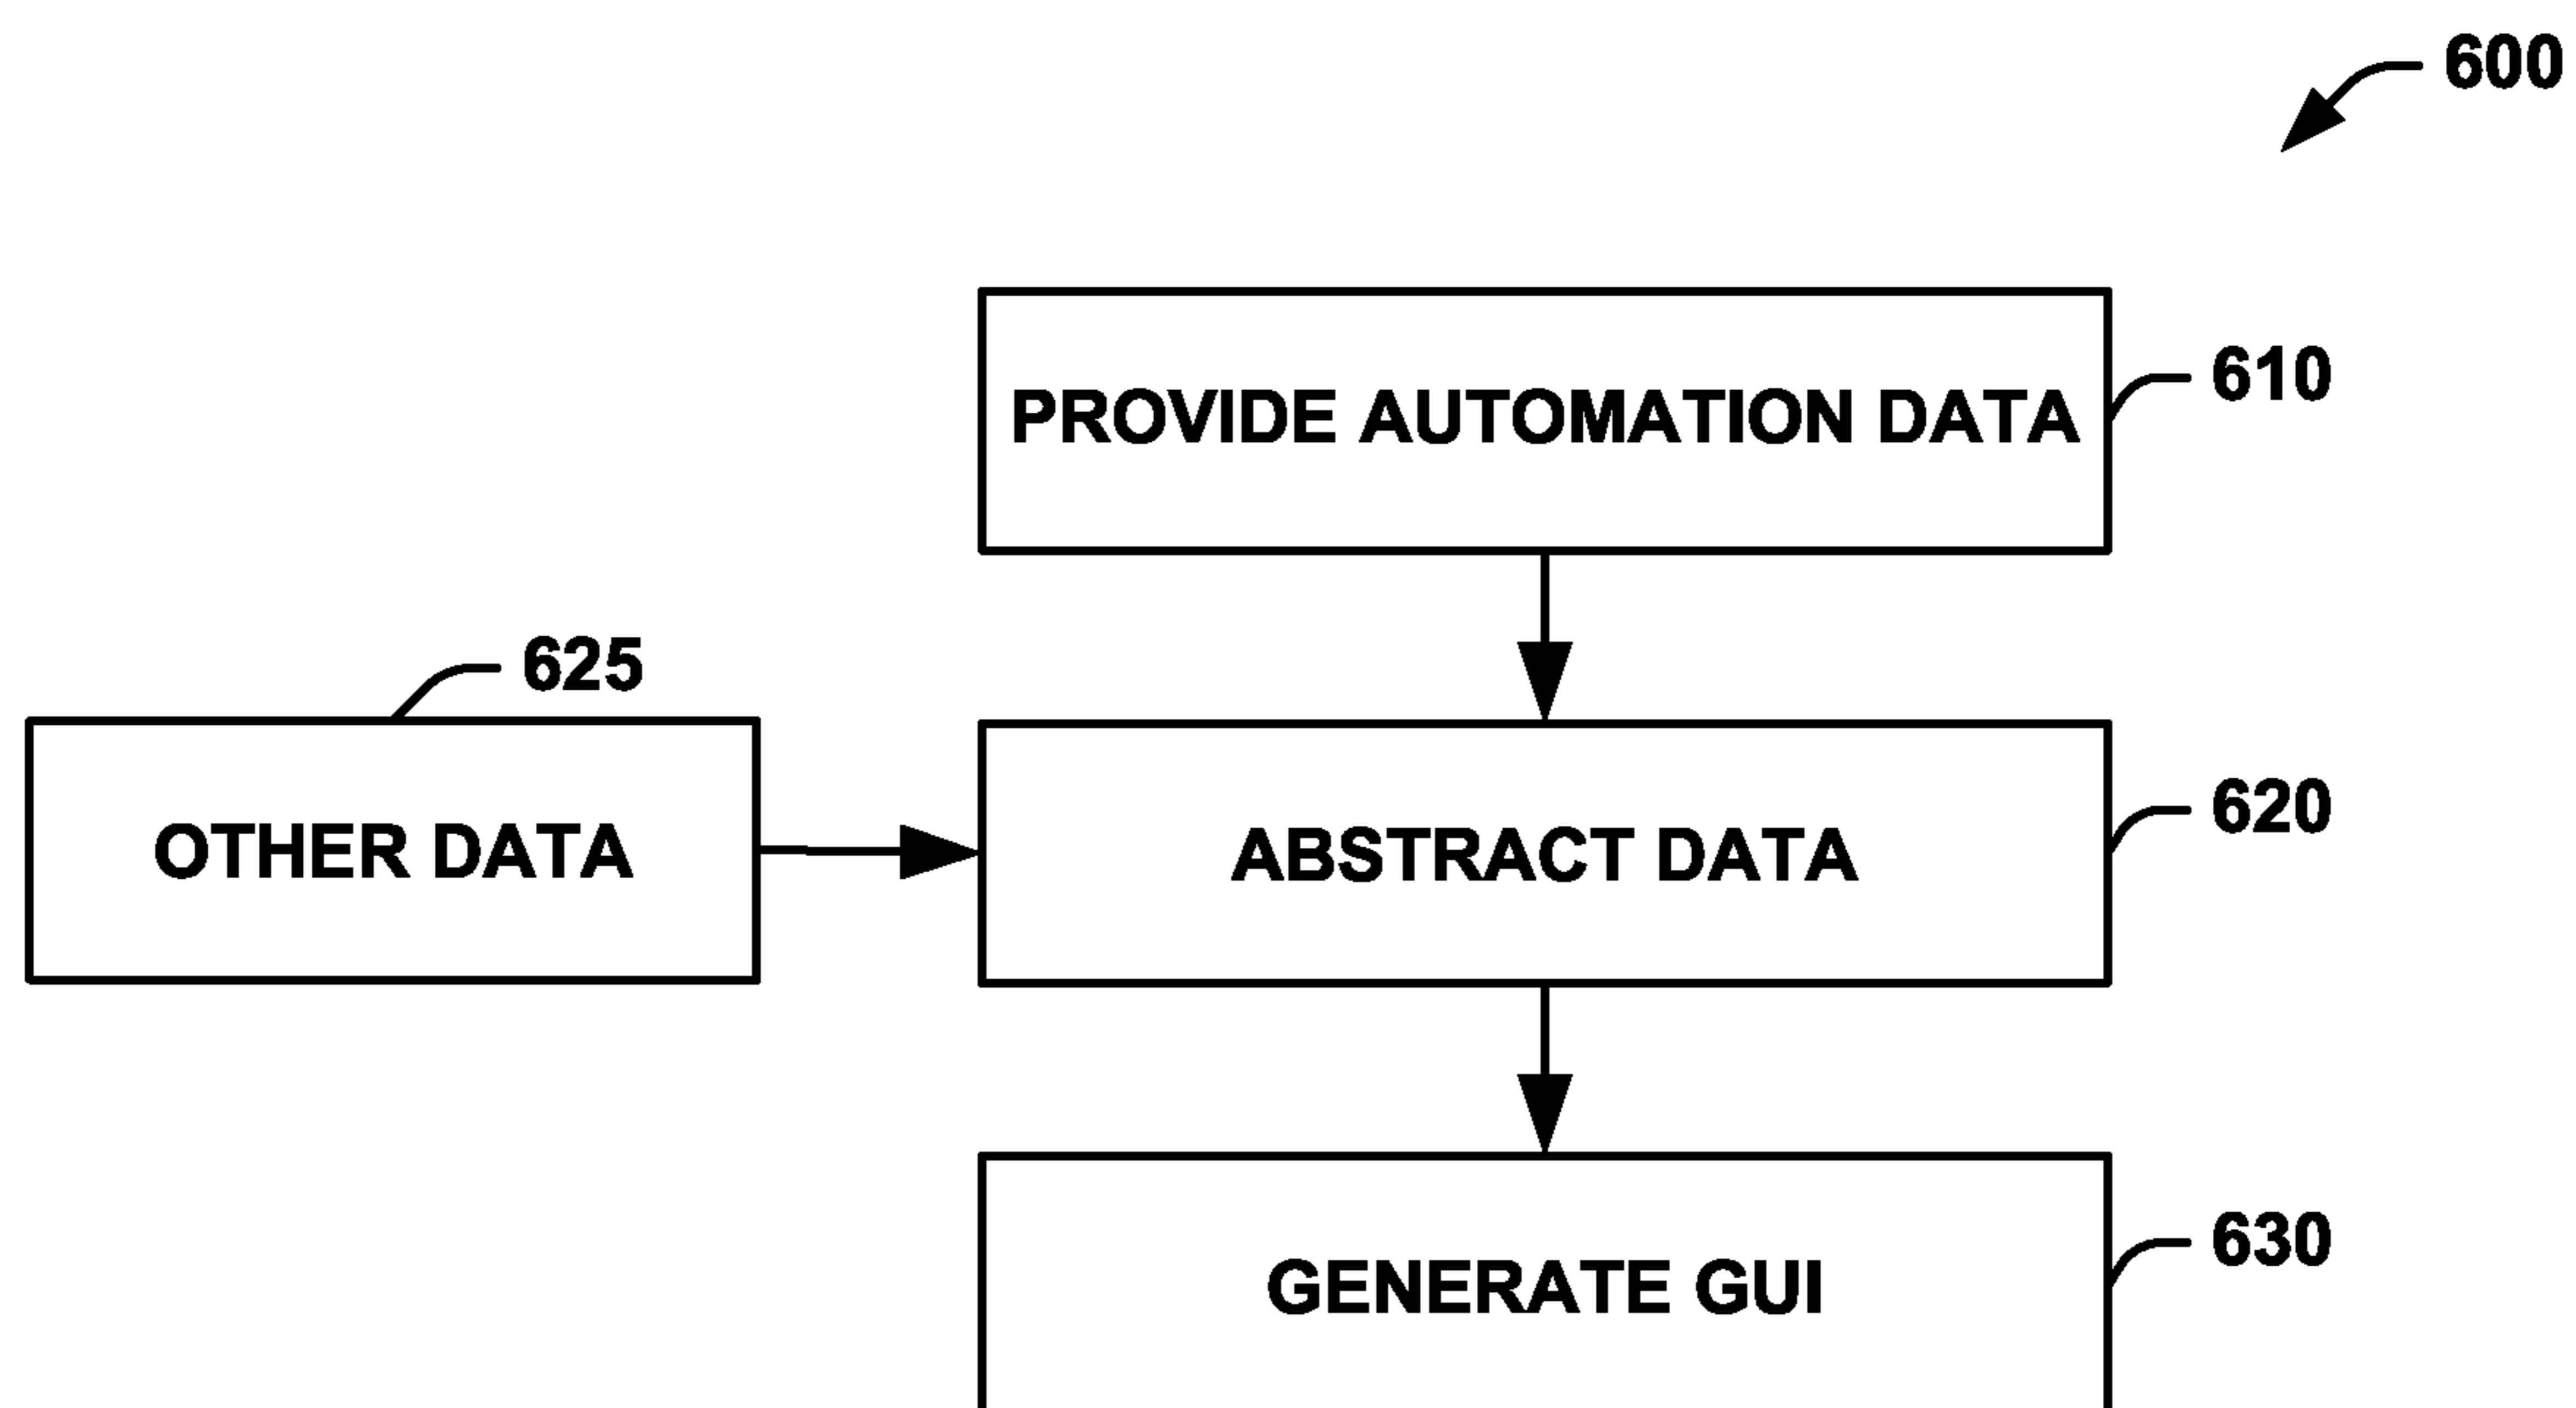 600
PROVIDE AUTOMATION DATA
610
625
OTHER DATA
ABSTRACT DATA
620
GENERATE GUI
630